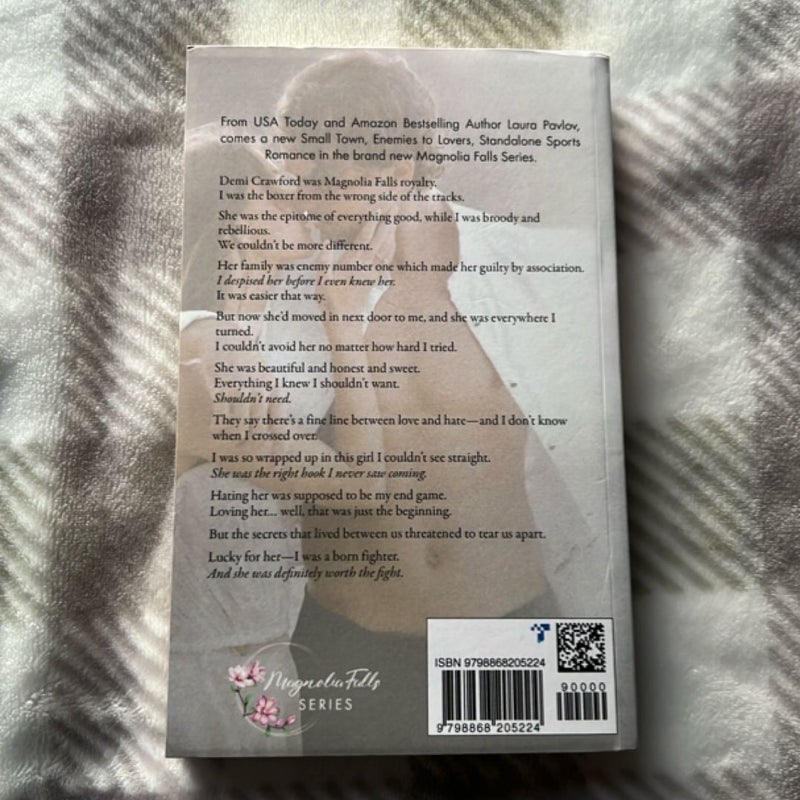 From USA Today and Amazon Bestselling Author Laura Pavlov,
comes a new Small Town, Enemies to Lovers, Standalone Sports
Romance in the brand new Magnolia Falls Series.
Demi Crawford was Magnolia Falls royalty.
I was the boxer from the wrong side of the tracks.
She was the epitome of everything good, while I was broody and
rebellious.
We couldn't be more different.
Her family was enemy number one which made her guilty by association.
I despised her before I even knew her.
It was easier that way.
But now she'd moved in next door to me, and she was everywhere I
turned.
I couldn't avoid her no matter how hard I tried.
She was beautiful and honest and sweet.
Everything I knew I shouldn't want.
Shouldn't need.
They say there's a fine line between love and hate—and I don't know
when I crossed over.
I was so wrapped up in this girl I couldn't see straight.
She was the right hook I never saw coming.
Hating her was supposed to be my end game.
Loving her... well, that was just the beginning.
But the secrets that lived between us threatened to tear us apart.
Lucky for her—I was a born fighter.
And she was definitely worth the fight.
Magnolia Falls
SERIES
ISBN 9798868205224
90000
9 798868 205224